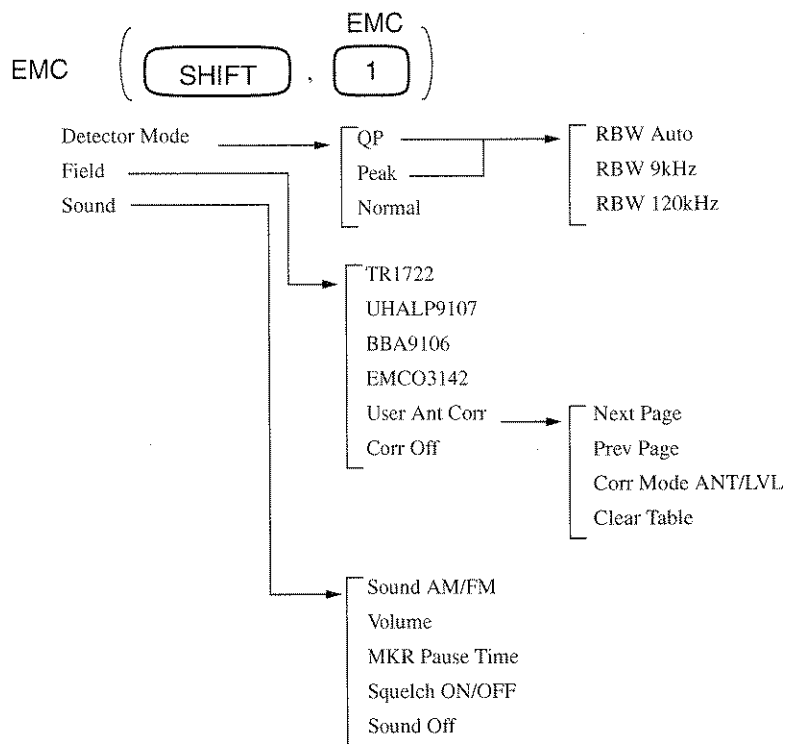 EMC
EMC ( SHIFT , 1 )
Detector Mode
Field
Sound
QP
Peak
Normal
RBW Auto
RBW 9kHz
RBW 120kHz
TR1722
UHALP9107
BBA9106
EMCO3142
User Ant Corr
Corr Off
Next Page
Prev Page
Corr Mode ANT/LVL
Clear Table
Sound AM/FM
Volume
MKR Pause Time
Squelch ON/OFF
Sound Off